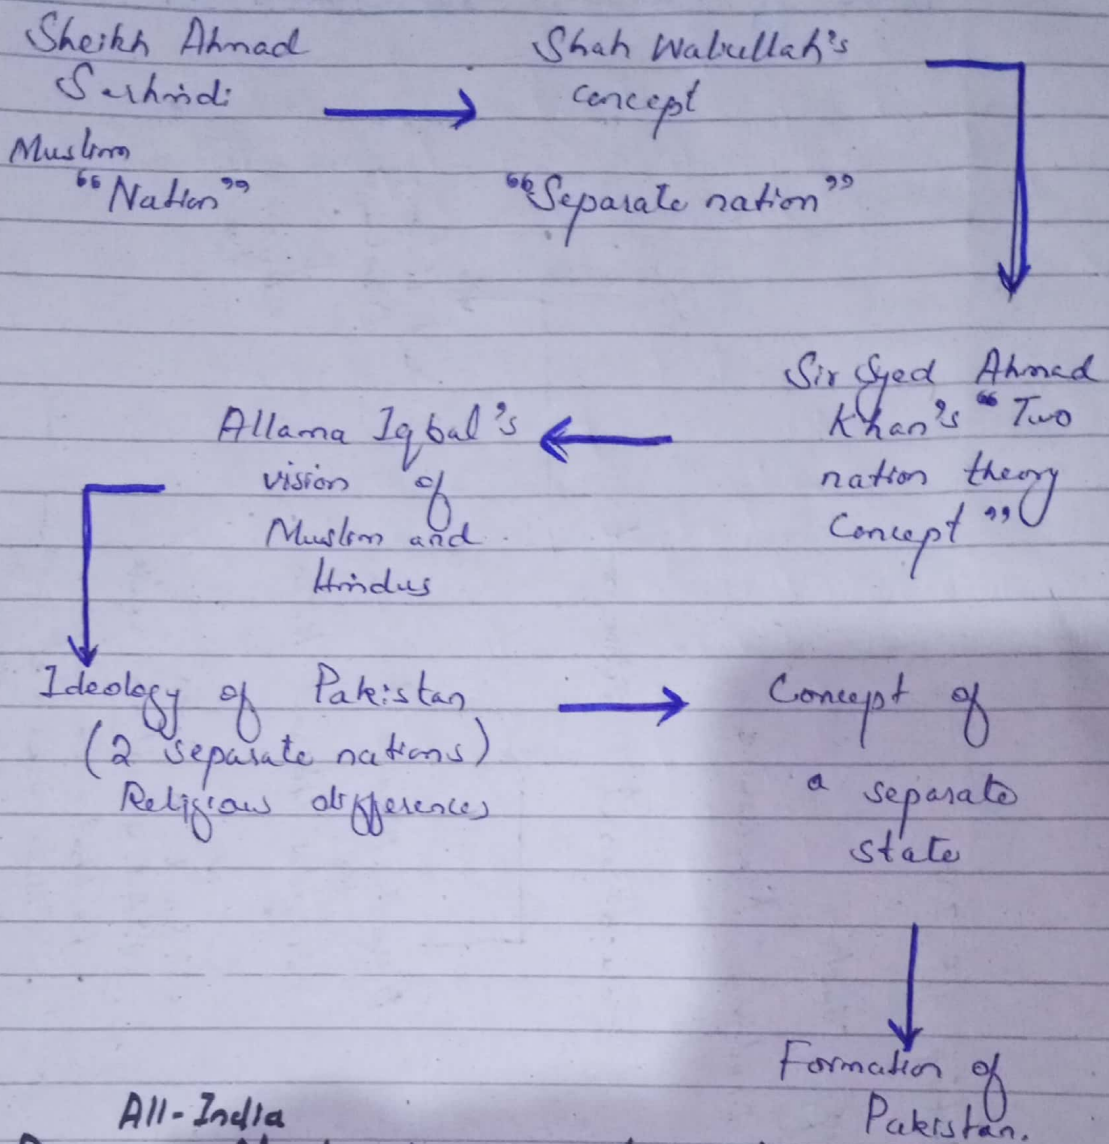 Sheikh Ahmad
Serhindi
Muslim
"Nation"
Shah Waliullah's
concept
"Separate nation"
Sir Syed Ahmad
Khan's "Two
nation theory
Concept"
Allama Iqbal's
vision of
Muslim and
Hindus
Ideology of Pakistan
(2 separate nations)
Religious differences
Concept of
a separate
state
Formation of
Pakistan.
All-India